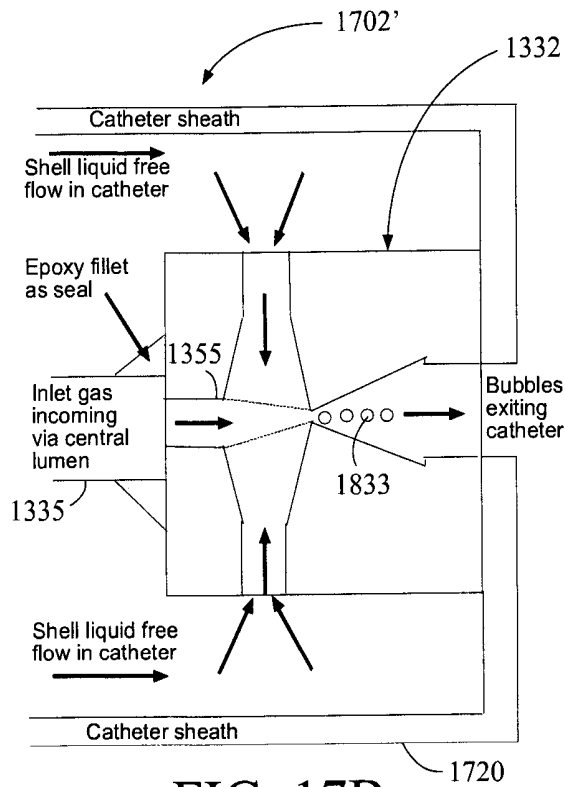 1702'
1332
Catheter sheath
Shell liquid free
flow in catheter
Epoxy fillet
as seal
1355
Inlet gas
incoming
via central
lumen
Bubbles
exiting
catheter
1833
1335
Shell liquid free
flow in catheter
Catheter sheath
1720